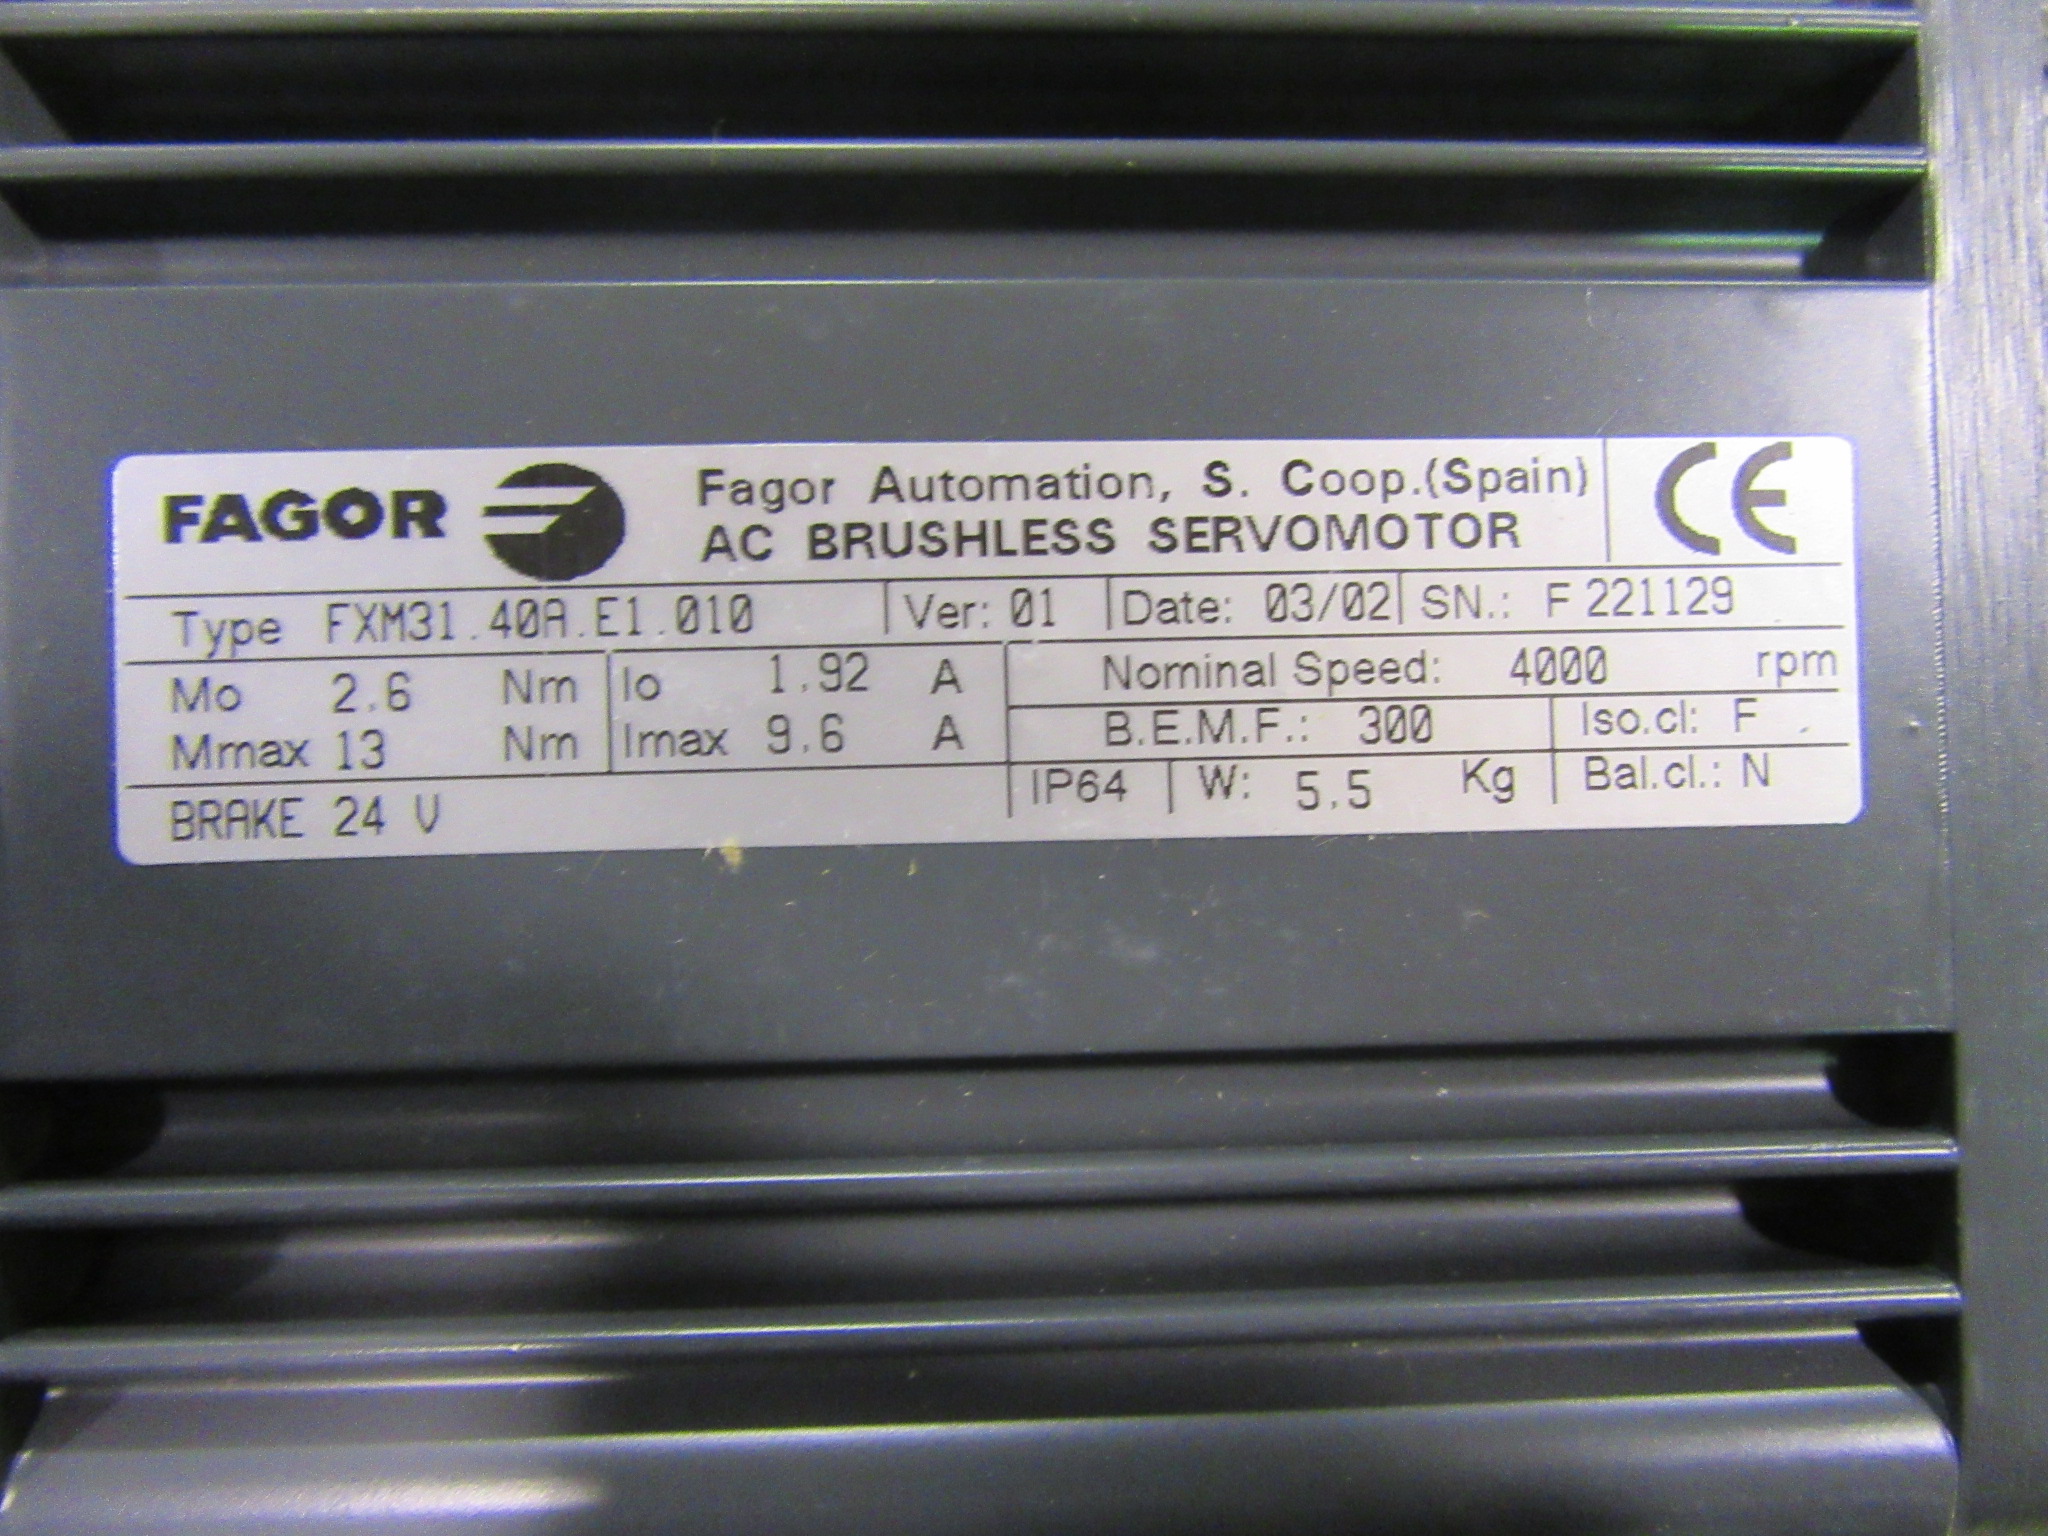 FAGOR
Fagor Automation, S. Coop.(Spain)
AC BRUSHLESS SERVOMOTOR
CE
Type FXM31.40A.E1.010 Ver: 01 Date: 03/02 SN.: F 221129
Mo 2.6 Nm Io 1.92 A Nominal Speed: 4000 rpm
Mmax 13 Nm Imax 9.6 A B.E.M.F.: 300 Iso.cl: F
BRAKE 24 V IP64 W: 5.5 Kg Bal.cl.: N